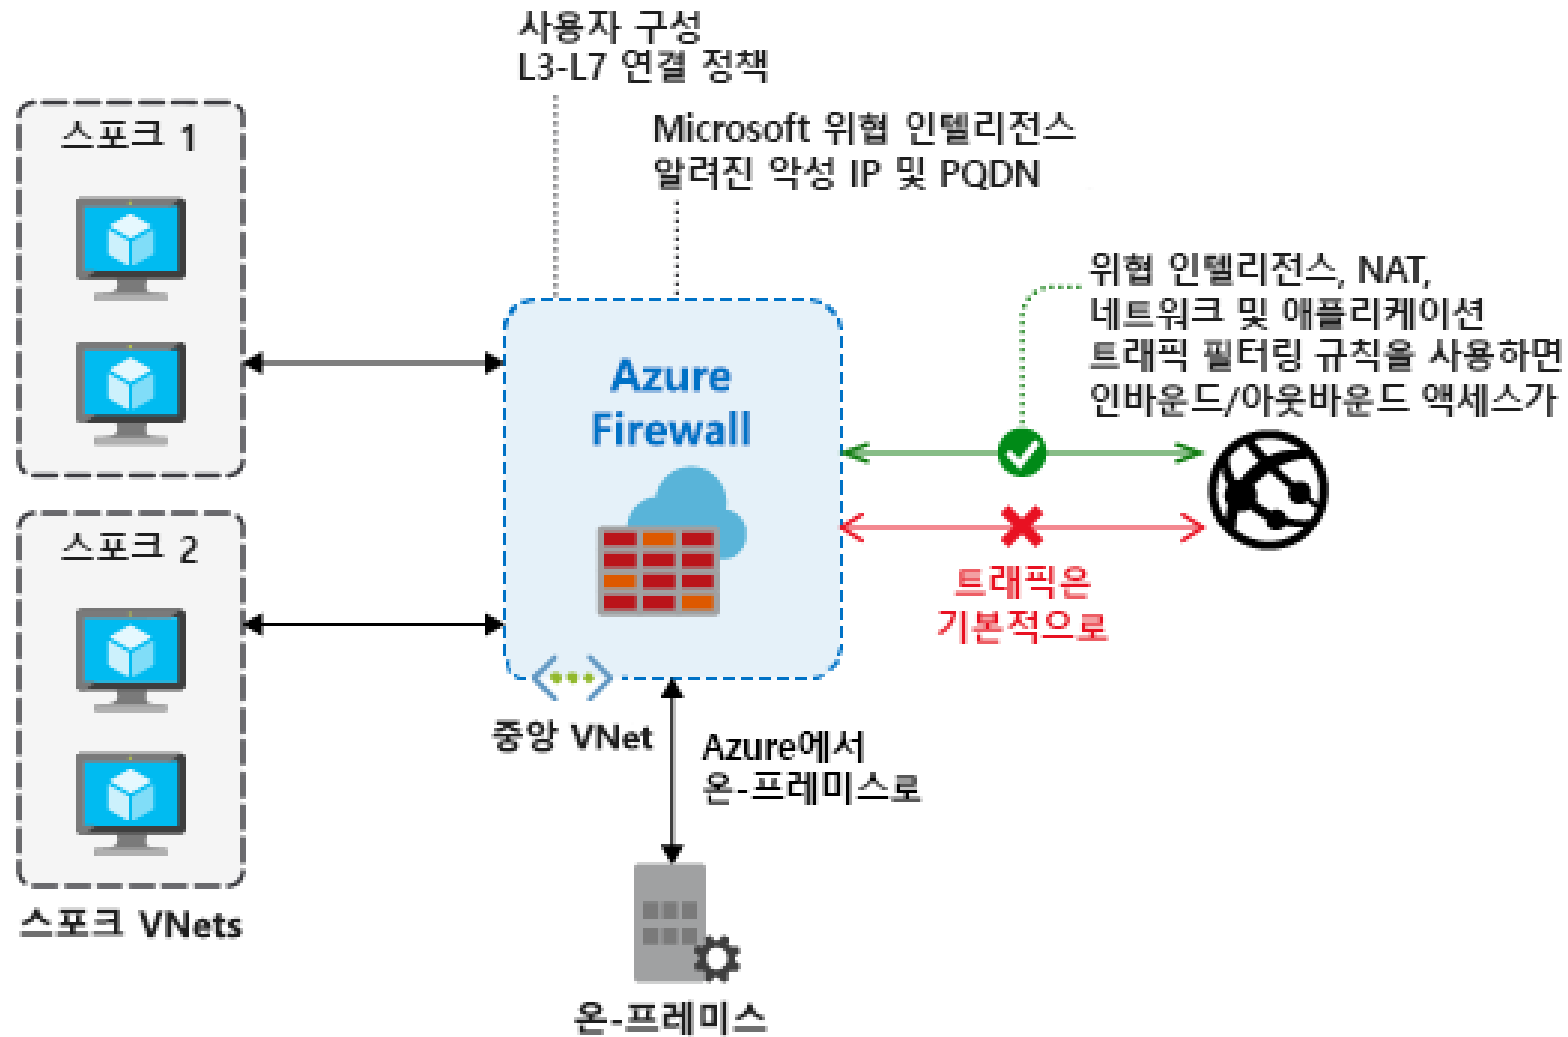 사용자 구성
L3-L7 연결 정책
Microsoft 위협 인텔리전스
알려진 악성 IP 및 PQDN
스포크 1
위협 인텔리전스, NAT,
네트워크 및 애플리케이션
트래픽 필터링 규칙을 사용하면
인바운드/아웃바운드 액세스가
Azure
Firewall
스포크 2
트래픽은
기본적으로
중앙 VNet
Azure에서
온-프레미스로
스포크 VNets
온-프레미스